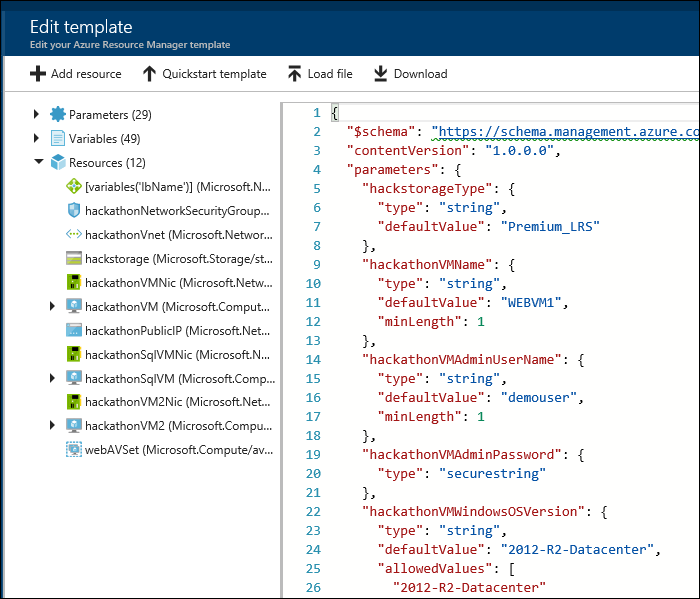 Edit template
Edit your Azure Resource Manager template
Add resource Quickstart template Load file Download
Parameters (29)
Variables (49)
Resources (12)
[variables('lbName')] (Microsoft.N...
hackathonNetworkSecurityGroup...
hackathonVnet (Microsoft.Networ...
hackstorage (Microsoft.Storage/st...
hackathonVMNic (Microsoft.Netw...
hackathonVM (Microsoft.Comput...
hackathonPublicIP (Microsoft.Net...
hackathonSqlVMNic (Microsoft.N...
hackathonSqlVM (Microsoft.Comp...
hackathonVM2Nic (Microsoft.Net...
hackathonVM2 (Microsoft.Compu...
webAVSet (Microsoft.Compute/av...
1 {
2 "$schema": "https://schema.management.azure.co
3 "contentVersion": "1.0.0.0",
4 "parameters": {
5 "hackstorageType": {
6 "type": "string",
7 "defaultValue": "Premium_LRS"
8 },
9 "hackathonVMName": {
10 "type": "string",
11 "defaultValue": "WEBVM1",
12 "minLength": 1
13 },
14 "hackathonVMAdminUserName": {
15 "type": "string",
16 "defaultValue": "demouser",
17 "minLength": 1
18 },
19 "hackathonVMAdminPassword": {
20 "type": "securestring"
21 },
22 "hackathonVMWindowsOSVersion": {
23 "type": "string",
24 "defaultValue": "2012-R2-Datacenter",
25 "allowedValues": [
26 "2012-R2-Datacenter"